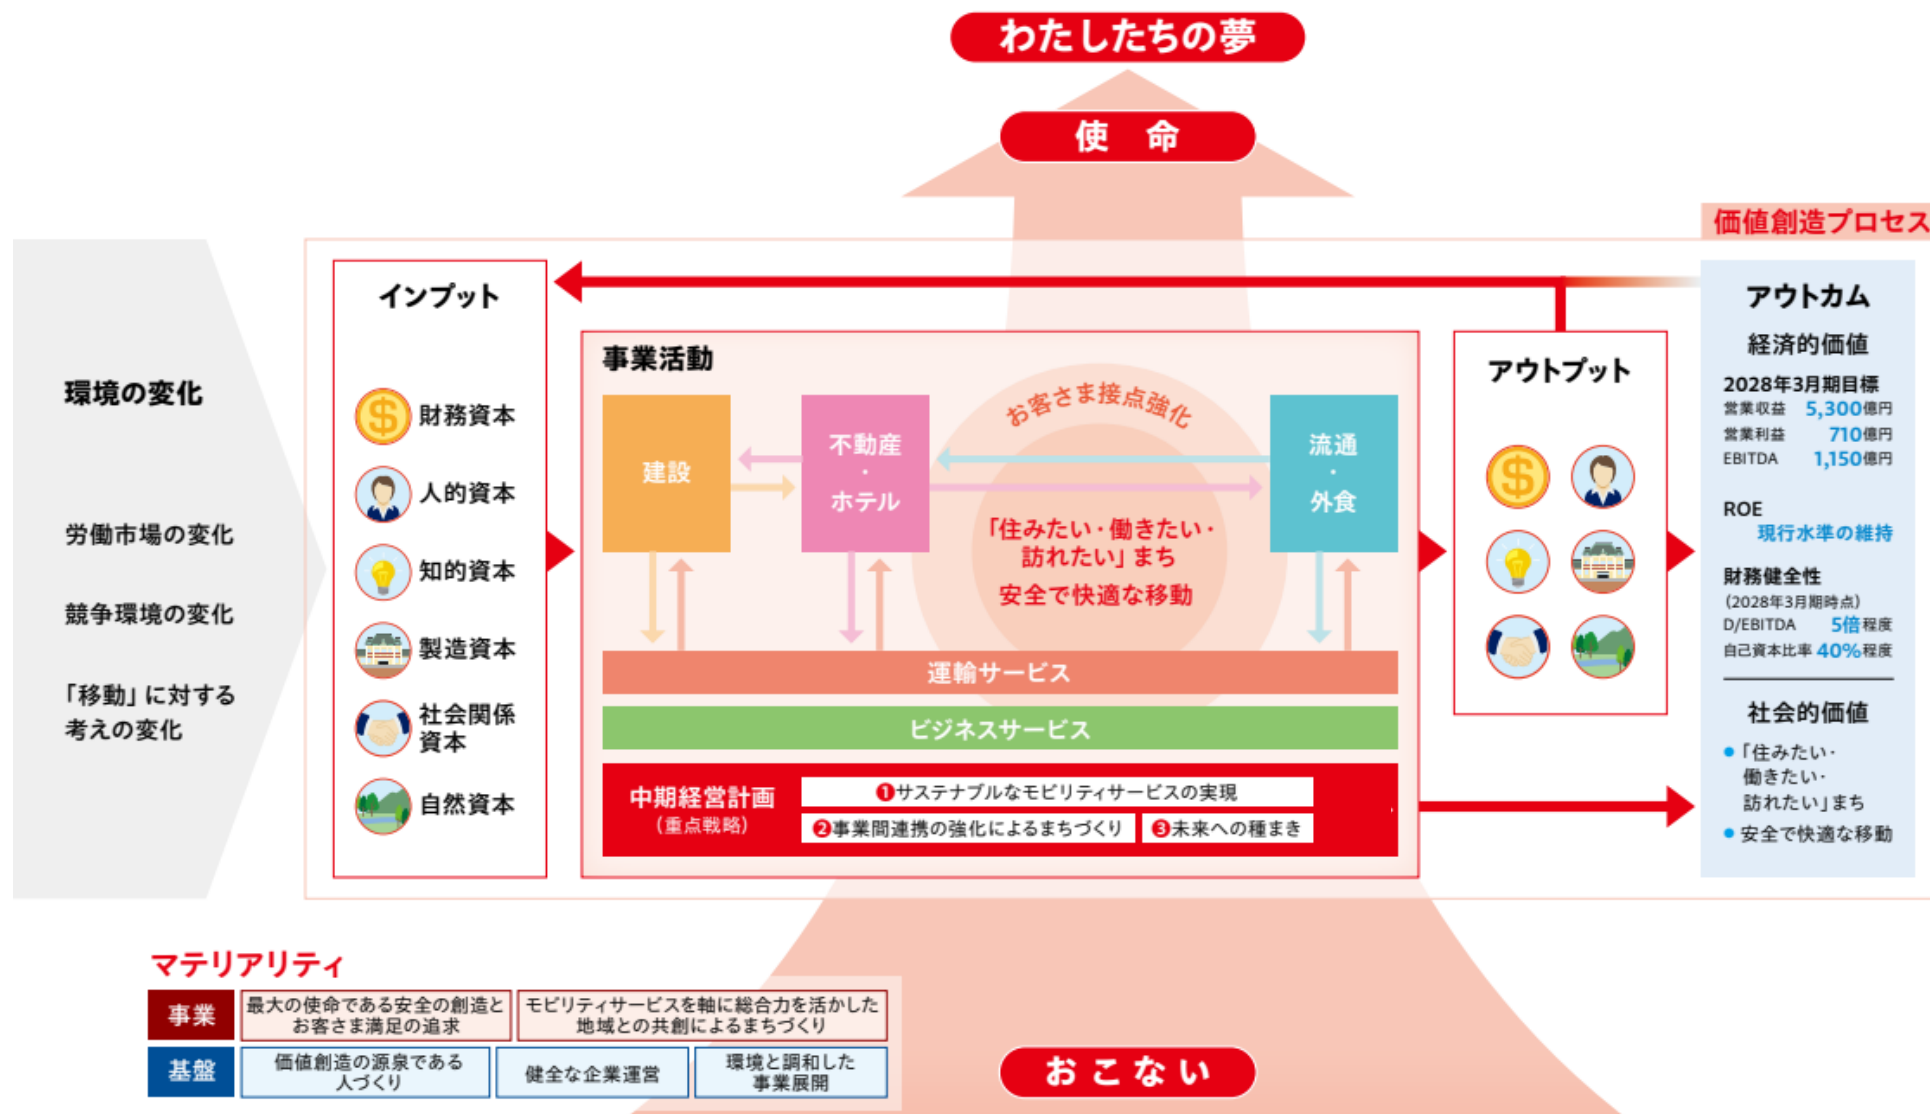 わたしたちの夢
使 命
価値創造プロセス
環境の変化
労働市場の変化
競争環境の変化
「移動」に対する
考えの変化
インプット
財務資本
人的資本
知的資本
製造資本
社会関係
資本
自然資本
事業活動
建設
不動産
・
ホテル
お客さま接点強化
流通
・
外食
「住みたい・働きたい・
訪れたい」まち
安全で快適な移動
運輸サービス
ビジネスサービス
中期経営計画
(重点戦略)
❶サステナブルなモビリティサービスの実現
❷事業間連携の強化によるまちづくり
❸未来への種まき
アウトプット
アウトカム
経済的価値
2028年3月期目標
営業収益 5,300億円
営業利益 710億円
EBITDA 1,150億円
ROE
現行水準の維持
財務健全性
(2028年3月期時点)
D/EBITDA 5倍程度
自己資本比率 40%程度
社会的価値
● 「住みたい・
働きたい・
訪れたい」まち
● 安全で快適な移動
マテリアリティ
事業
最大の使命である安全の創造と
お客さま満足の追求
モビリティサービスを軸に総合力を活かした
地域との共創によるまちづくり
基盤
価値創造の源泉である
人づくり
健全な企業運営
環境と調和した
事業展開
おこない